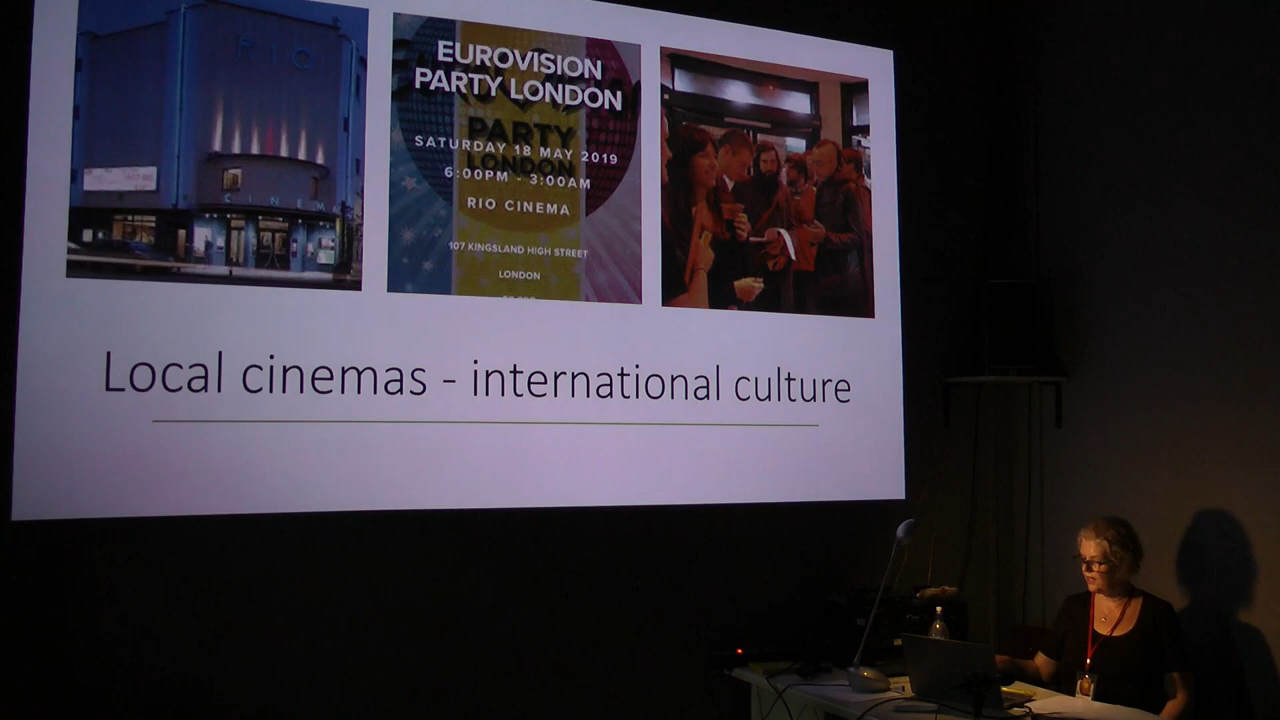 RIO
CINEMA
EUROVISION
PARTY LONDON
PARTY
LONDON
SATURDAY 18 MAY 2019
6:00PM - 3:00AM
RIO CINEMA
107 KINGSLAND HIGH STREET
LONDON
Local cinemas - international culture